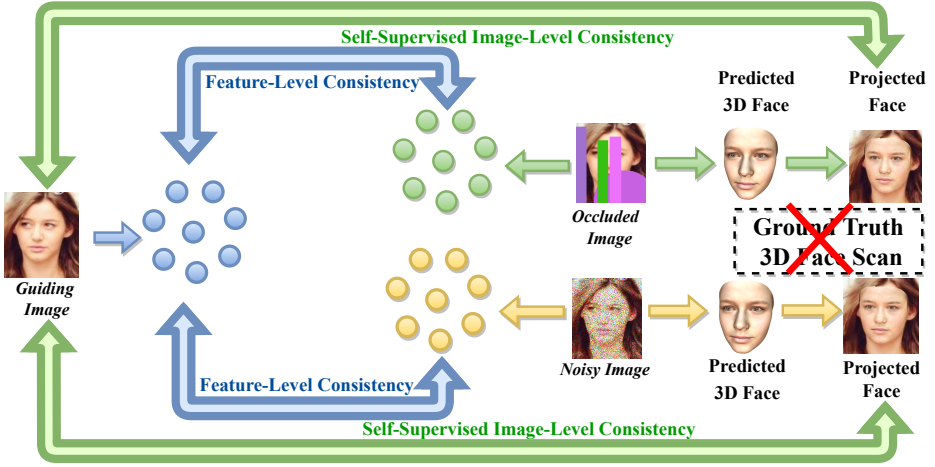 Self-Supervised Image-Level Consistency
Feature-Level Consistency
Predicted
3D Face
Projected
Face
Occluded
Image
Ground Truth
3D Face Scan
Guiding
Image
Noisy Image
Predicted
3D Face
Projected
Face
Feature-Level Consistency
Self-Supervised Image-Level Consistency